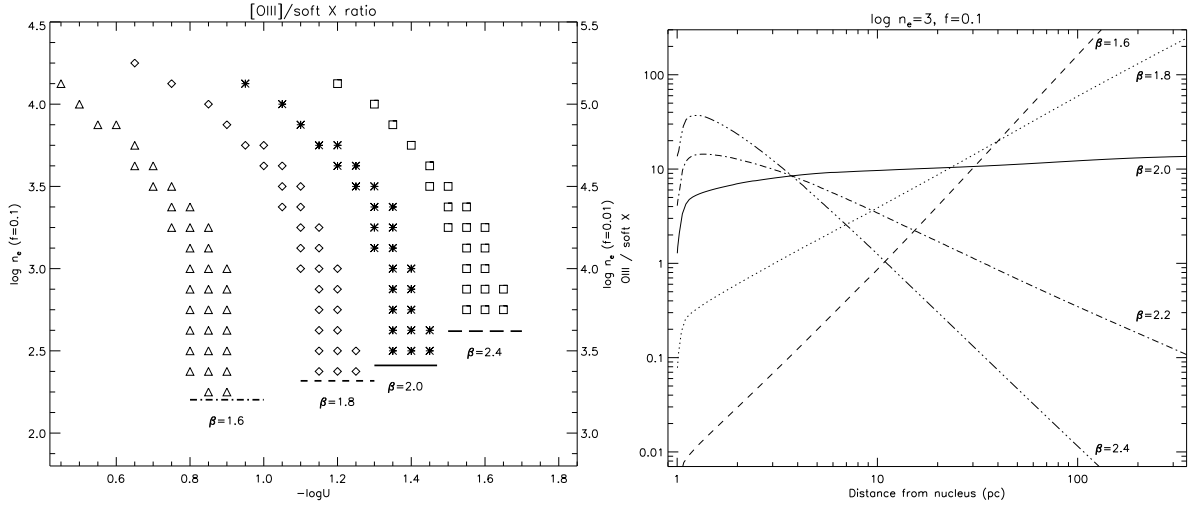 [OIII]/soft X ratio
4.5
4.0
3.5
3.0
2.5
2.0
log nₑ (f=0.1)
5.5
5.0
4.5
4.0
3.5
3.0
log nₑ (f=0.01)
β=1.6
β=1.8
β=2.0
β=2.4
0.6 0.8 1.0 1.2 1.4 1.6 1.8
-logU
log nₑ=3, f=0.1
100
10
1
0.1
0.01
OIII / soft X
β=1.6
β=1.8
β=2.0
β=2.2
β=2.4
1 10 100
Distance from nucleus (pc)